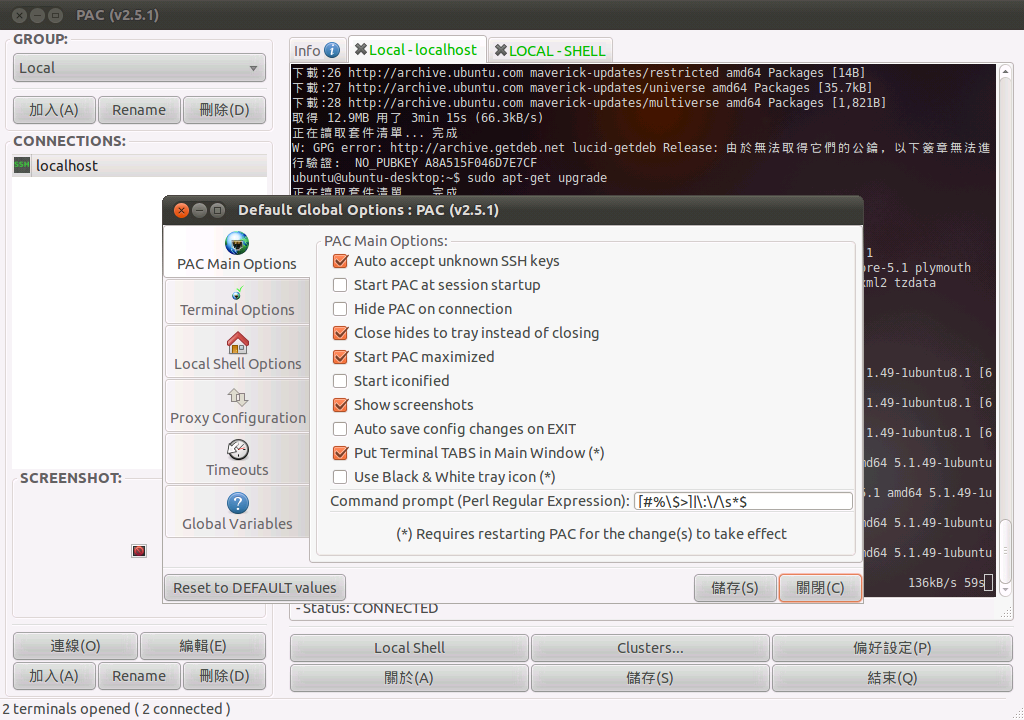 PAC (v2.5.1)
GROUP:
Local
加入(A) Rename 刪除(D)
CONNECTIONS:
SSH localhost
SCREENSHOT:
連線(O) 編輯(E)
加入(A) Rename 刪除(D)
2 terminals opened ( 2 connected )
Info Local - localhost LOCAL - SHELL
下載:26 http://archive.ubuntu.com maverick-updates/restricted amd64 Packages [14B]
下載:27 http://archive.ubuntu.com maverick-updates/universe amd64 Packages [35.7kB]
下載:28 http://archive.ubuntu.com maverick-updates/multiverse amd64 Packages [1,821B]
取得 12.9MB 用了 3min 15s (66.3kB/s)
正在讀取套件清單... 完成
W: GPG error: http://archive.getdeb.net lucid-getdeb Release: 由於無法取得它們的公鑰，以下簽章無法進
行驗證: NO_PUBKEY A8A515F046D7E7CF
ubuntu@ubuntu-desktop:~$ sudo apt-get upgrade
正在讀取套件清單... 完成
1
ore-5.1 plymouth
xml2 tzdata
1.49-1ubuntu8.1 [6
1.49-1ubuntu8.1 [6
1.49-1ubuntu8.1 [6
md64 5.1.49-1ubuntu
5.1 amd64 5.1.49-1
md64 5.1.49-1ubuntu
md64 5.1.49-1ubuntu
md64 5.1.49-1ubuntu
136kB/s 59s
- Status: CONNECTED
Local Shell Clusters... 偏好設定(P)
關於(A) 儲存(S) 結束(Q)
Default Global Options : PAC (v2.5.1)
PAC Main Options
Terminal Options
Local Shell Options
Proxy Configuration
Timeouts
Global Variables
PAC Main Options:
Auto accept unknown SSH keys
Start PAC at session startup
Hide PAC on connection
Close hides to tray instead of closing
Start PAC maximized
Start iconified
Show screenshots
Auto save config changes on EXIT
Put Terminal TABS in Main Window (*)
Use Black & White tray icon (*)
Command prompt (Perl Regular Expression): [#%\$>]|\:\/\s*$
(*) Requires restarting PAC for the change(s) to take effect
Reset to DEFAULT values 儲存(S) 關閉(C)